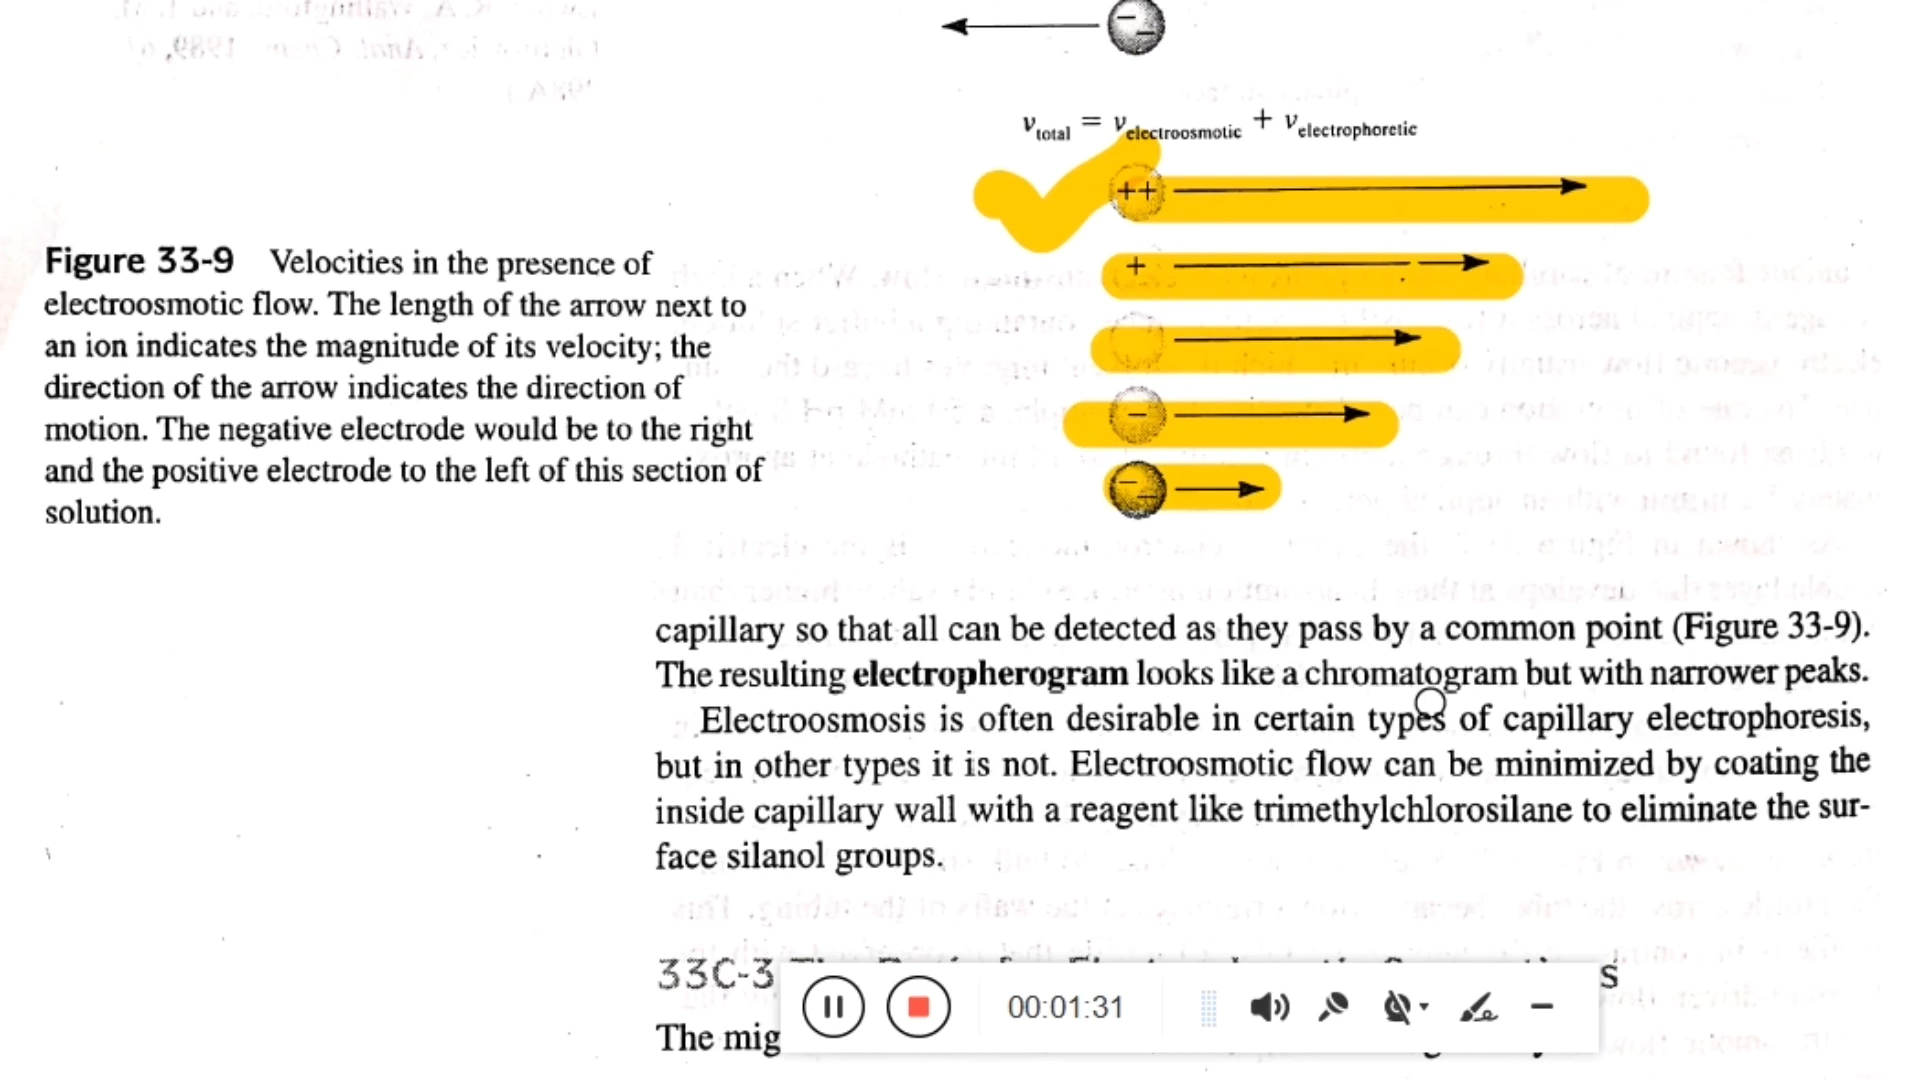 v total = v electroosmotic + v electrophoretic
++
+
−
− −
Figure 33-9 Velocities in the presence of
electroosmotic flow. The length of the arrow next to
an ion indicates the magnitude of its velocity; the
direction of the arrow indicates the direction of
motion. The negative electrode would be to the right
and the positive electrode to the left of this section of
solution.
capillary so that all can be detected as they pass by a common point (Figure 33-9).
The resulting electropherogram looks like a chromatogram but with narrower peaks.
Electroosmosis is often desirable in certain types of capillary electrophoresis,
but in other types it is not. Electroosmotic flow can be minimized by coating the
inside capillary wall with a reagent like trimethylchlorosilane to eliminate the sur-
face silanol groups.
33C-3
The mig
00:01:31